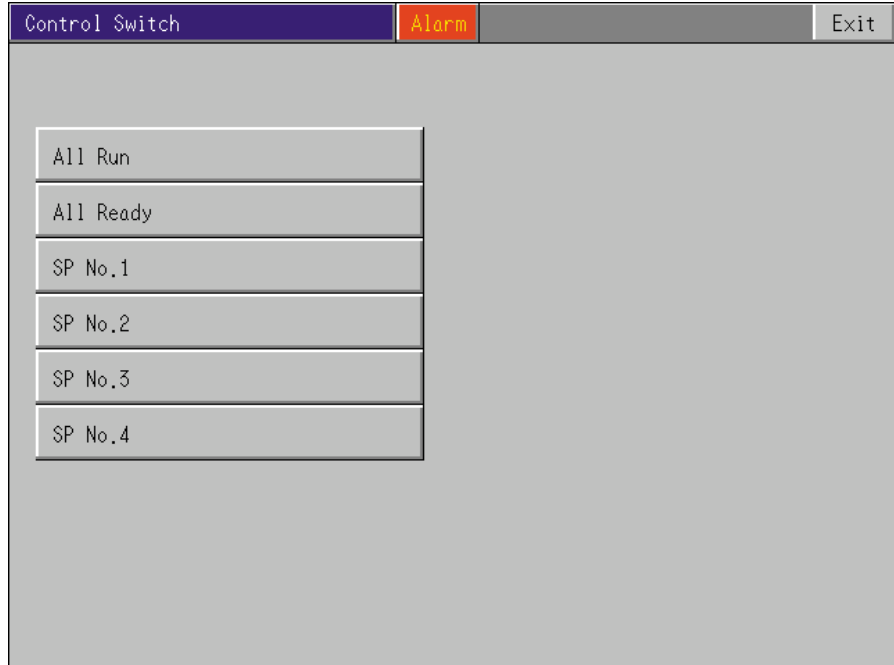 Control Switch Alarm Exit
All Run
All Ready
SP No.1
SP No.2
SP No.3
SP No.4